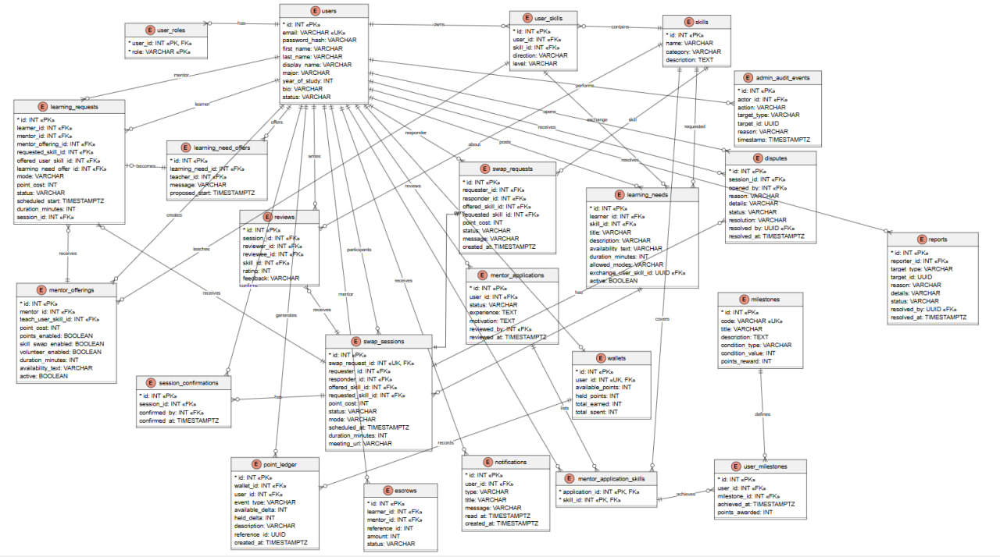 E users
* id: INT «PK»
email: VARCHAR «UK»
password_hash: VARCHAR
first_name: VARCHAR
last_name: VARCHAR
display_name: VARCHAR
major: VARCHAR
year_of_study: INT
bio: VARCHAR
status: VARCHAR
E user_roles
* user_id: INT «PK, FK»
* role: VARCHAR «PK»
E user_skills
* id: INT «PK»
user_id: INT «FK»
skill_id: INT «FK»
direction: VARCHAR
level: VARCHAR
E skills
* id: INT «PK»
name: VARCHAR
category: VARCHAR
description: TEXT
E admin_audit_events
* id: INT «PK»
actor_id: INT «FK»
action: VARCHAR
target_type: VARCHAR
target_id: UUID
reason: VARCHAR
timestamp: TIMESTAMPTZ
E learning_requests
* id: INT «PK»
learner_id: INT «FK»
mentor_id: INT «FK»
mentor_offering_id: INT «FK»
requested_skill_id: INT «FK»
offered_user_skill_id: INT «FK»
learning_need_offer_id: INT «FK»
mode: VARCHAR
point_cost: INT
status: VARCHAR
scheduled_start: TIMESTAMPTZ
duration_minutes: INT
session_id: INT «FK»
E learning_need_offers
* id: INT «PK»
learning_need_id: INT «FK»
teacher_id: INT «FK»
message: VARCHAR
proposed_start: TIMESTAMPTZ
E swap_requests
* id: INT «PK»
requester_id: INT «FK»
responder_id: INT «FK»
offered_skill_id: INT «FK»
requested_skill_id: INT «FK»
point_cost: INT
status: VARCHAR
message: VARCHAR
created_at: TIMESTAMPTZ
E disputes
* id: INT «PK»
session_id: INT «FK»
opened_by: INT «FK»
reason: VARCHAR
details: VARCHAR
status: VARCHAR
resolution: VARCHAR
resolved_by: UUID «FK»
resolved_at: TIMESTAMPTZ
E learning_needs
* id: INT «PK»
learner_id: INT «FK»
skill_id: INT «FK»
title: VARCHAR
description: VARCHAR
availability_text: VARCHAR
duration_minutes: INT
allowed_modes: VARCHAR
exchange_user_skill_id: UUID «FK»
active: BOOLEAN
E reviews
* id: INT «PK»
session_id: INT «FK»
reviewer_id: INT «FK»
reviewee_id: INT «FK»
skill_id: INT «FK»
rating: INT
feedback: VARCHAR
E reports
* id: INT «PK»
reporter_id: INT «FK»
target_type: VARCHAR
target_id: UUID
reason: VARCHAR
details: VARCHAR
status: VARCHAR
resolved_by: UUID «FK»
resolved_at: TIMESTAMPTZ
E mentor_offerings
* id: INT «PK»
mentor_id: INT «FK»
teach_user_skill_id: INT «FK»
point_cost: INT
points_enabled: BOOLEAN
skill_swap_enabled: BOOLEAN
volunteer_enabled: BOOLEAN
duration_minutes: INT
availability_text: VARCHAR
active: BOOLEAN
E mentor_applications
* id: INT «PK»
user_id: INT «FK»
status: VARCHAR
experience: TEXT
motivation: TEXT
reviewed_by: INT «FK»
reviewed_at: TIMESTAMPTZ
E milestones
* id: INT «PK»
code: VARCHAR «UK»
title: VARCHAR
description: TEXT
condition_type: VARCHAR
condition_value: INT
points_reward: INT
E swap_sessions
* id: INT «PK»
swap_request_id: INT «UK, FK»
requester_id: INT «FK»
responder_id: INT «FK»
offered_skill_id: INT «FK»
requested_skill_id: INT «FK»
point_cost: INT
status: VARCHAR
mode: VARCHAR
scheduled_at: TIMESTAMPTZ
duration_minutes: INT
meeting_url: VARCHAR
E wallets
* id: INT «PK»
user_id: INT «UK, FK»
available_points: INT
held_points: INT
total_earned: INT
total_spent: INT
E session_confirmations
* id: INT «PK»
session_id: INT «FK»
confirmed_by: INT «FK»
confirmed_at: TIMESTAMPTZ
E point_ledger
* id: INT «PK»
wallet_id: INT «FK»
user_id: INT «FK»
event_type: VARCHAR
available_delta: INT
held_delta: INT
description: VARCHAR
reference_id: UUID
created_at: TIMESTAMPTZ
E escrows
* id: INT «PK»
learner_id: INT «FK»
mentor_id: INT «FK»
reference_id: INT
amount: INT
status: VARCHAR
E notifications
* id: INT «PK»
user_id: INT «FK»
type: VARCHAR
title: VARCHAR
message: VARCHAR
read_at: TIMESTAMPTZ
created_at: TIMESTAMPTZ
E mentor_application_skills
* application_id: INT «PK, FK»
* skill_id: INT «PK, FK»
E user_milestones
* id: INT «PK»
user_id: INT «FK»
milestone_id: INT «FK»
achieved_at: TIMESTAMPTZ
points_awarded: INT
has
owns
contains
mentor
learner
offers
performs
opens
receives
exchange
skill
requested
responder
about
posts
resolves
writes
becomes
reviews
creates
teaches
receives
participants
receives
confirms
receives
mentor
receives
generates
has
covers
has
lists
records
defines
achieves